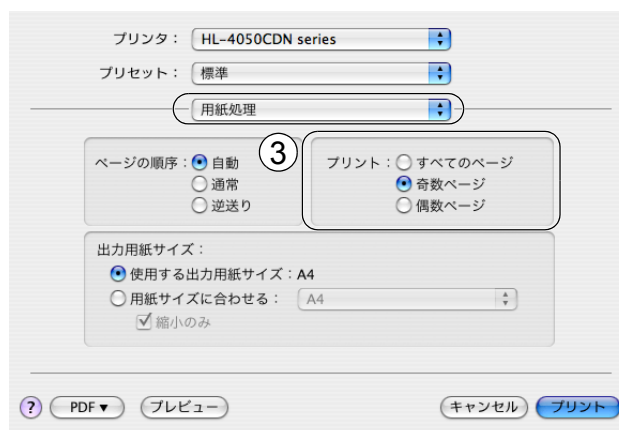 プリンタ： HL-4050CDN series
プリセット： 標準
用紙処理
ページの順序： 自動
通常
逆送り
③
プリント： すべてのページ
奇数ページ
偶数ページ
出力用紙サイズ：
使用する出力用紙サイズ：A4
用紙サイズに合わせる： A4
縮小のみ
? PDF▼ プレビュー キャンセル プリント